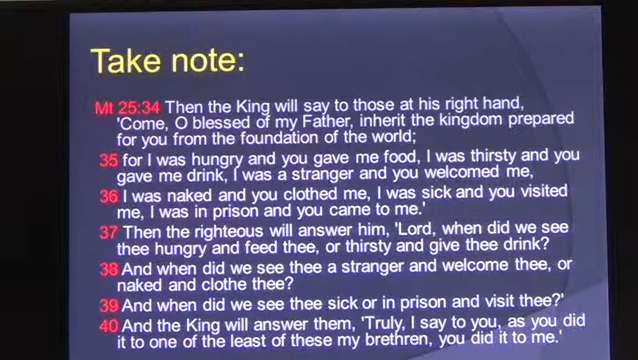 Take note:
Mt 25:34 Then the King will say to those at his right hand,
'Come, O blessed of my Father, inherit the kingdom prepared
for you from the foundation of the world;
35 for I was hungry and you gave me food, I was thirsty and you
gave me drink, I was a stranger and you welcomed me,
36 I was naked and you clothed me, I was sick and you visited
me, I was in prison and you came to me.'
37 Then the righteous will answer him, 'Lord, when did we see
thee hungry and feed thee, or thirsty and give thee drink?
38 And when did we see thee a stranger and welcome thee, or
naked and clothe thee?
39 And when did we see thee sick or in prison and visit thee?'
40 And the King will answer them, 'Truly, I say to you, as you did
it to one of the least of these my brethren, you did it to me.'